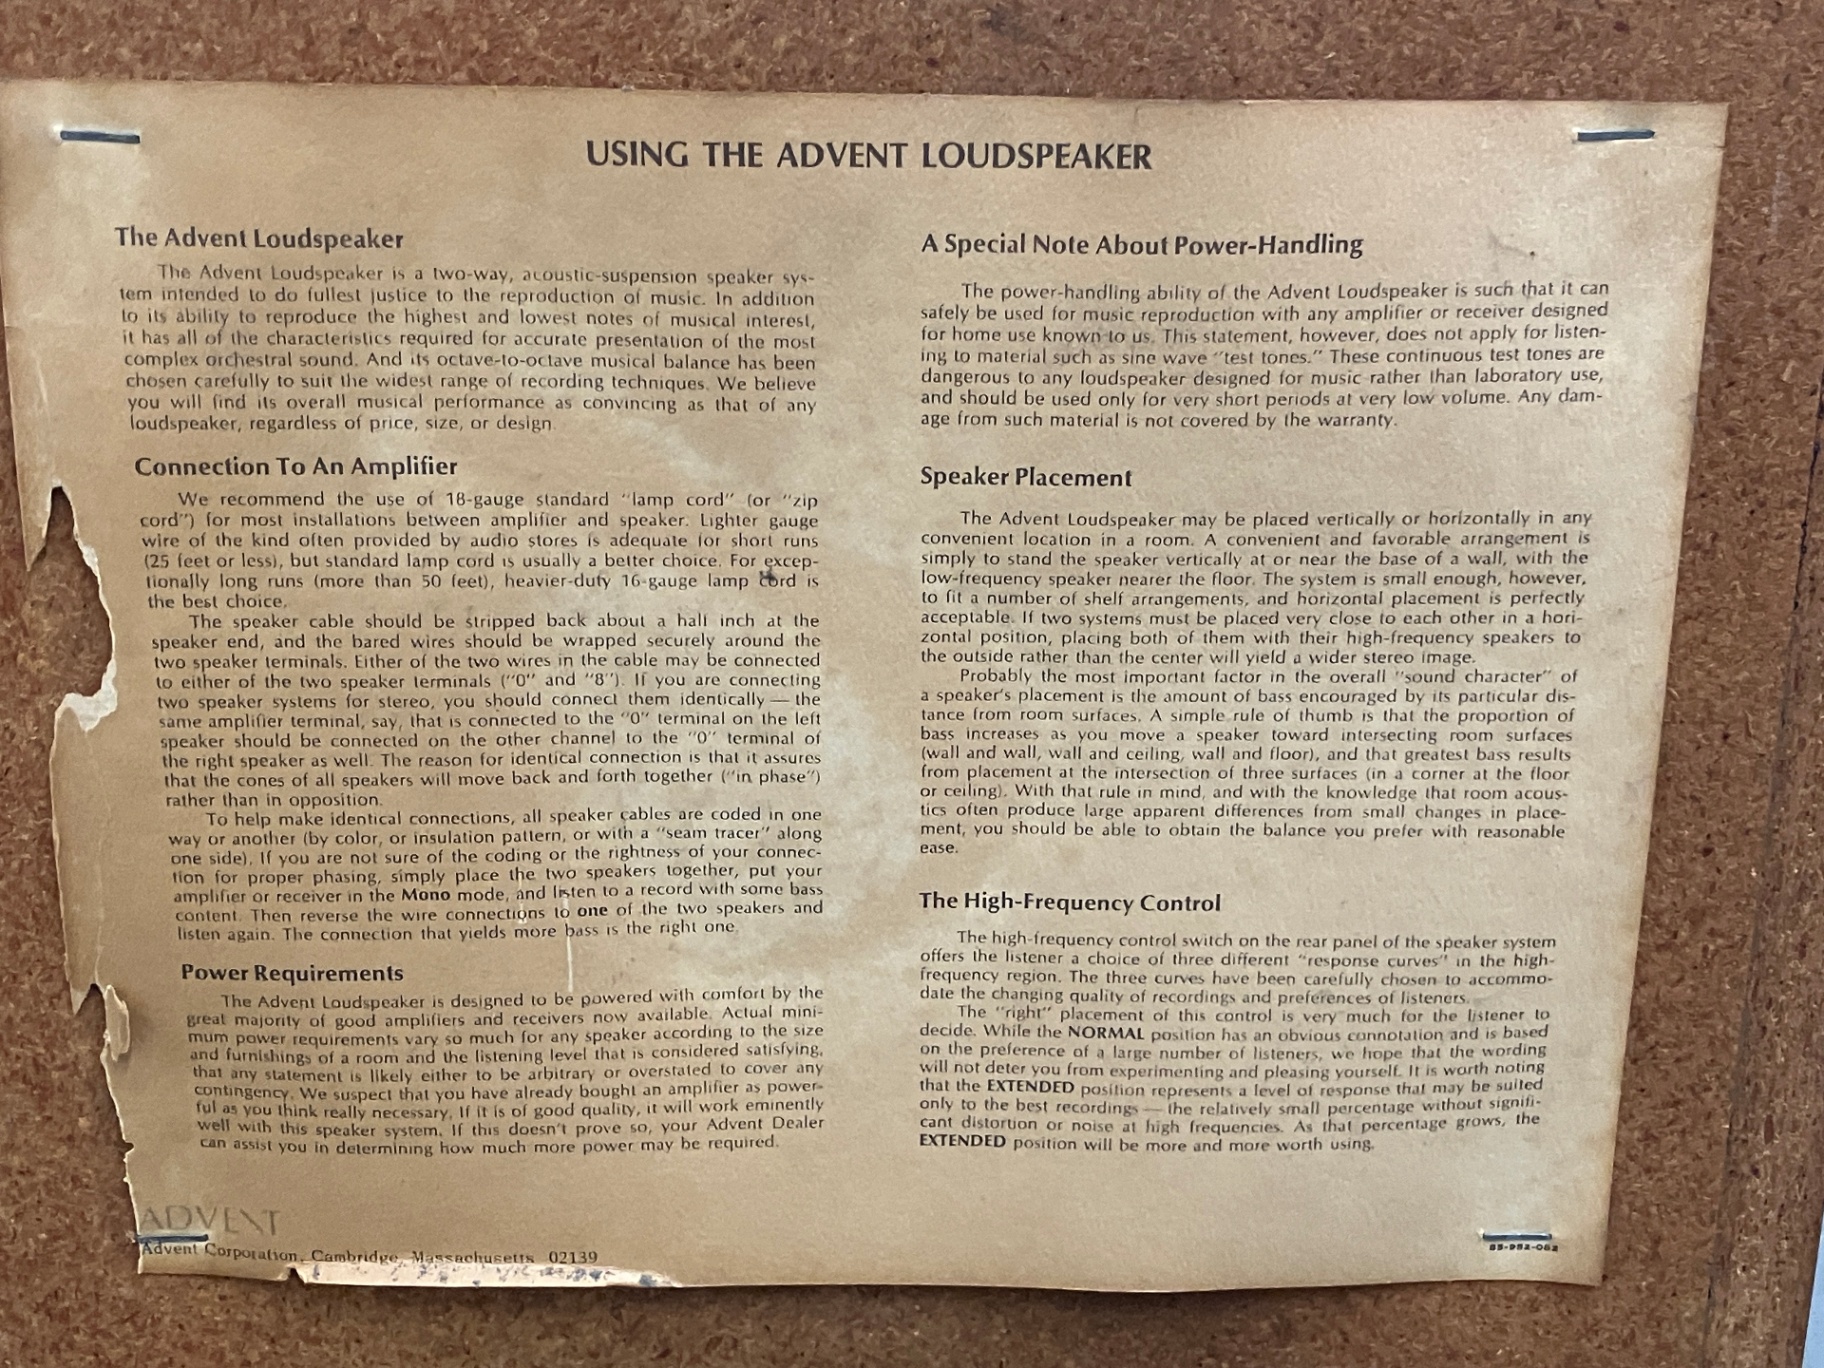 USING THE ADVENT LOUDSPEAKER
The Advent Loudspeaker
The Advent Loudspeaker is a two-way, acoustic-suspension speaker sys-
tem intended to do fullest justice to the reproduction of music. In addition
to its ability to reproduce the highest and lowest notes of musical interest,
it has all of the characteristics required for accurate presentation of the most
complex orchestral sound. And its octave-to-octave musical balance has been
chosen carefully to suit the widest range of recording techniques. We believe
you will find its overall musical performance as convincing as that of any
loudspeaker, regardless of price, size, or design.
Connection To An Amplifier
We recommend the use of 18-gauge standard "lamp cord" (or "zip
cord") for most installations between amplifier and speaker. Lighter gauge
wire of the kind often provided by audio stores is adequate for short runs
(25 feet or less), but standard lamp cord is usually a better choice. For excep-
tionally long runs (more than 50 feet), heavier-duty 16-gauge lamp cord is
the best choice.
The speaker cable should be stripped back about a half inch at the
speaker end, and the bared wires should be wrapped securely around the
two speaker terminals. Either of the two wires in the cable may be connected
to either of the two speaker terminals ("0" and "8"). If you are connecting
two speaker systems for stereo, you should connect them identically — the
same amplifier terminal, say, that is connected to the "0" terminal on the left
speaker should be connected on the other channel to the "0" terminal of
the right speaker as well. The reason for identical connection is that it assures
that the cones of all speakers will move back and forth together ("in phase")
rather than in opposition.
To help make identical connections, all speaker cables are coded in one
way or another (by color, or insulation pattern, or with a "seam tracer" along
one side). If you are not sure of the coding or the rightness of your connec-
tion for proper phasing, simply place the two speakers together, put your
amplifier or receiver in the Mono mode, and listen to a record with some bass
content. Then reverse the wire connections to one of the two speakers and
listen again. The connection that yields more bass is the right one.
Power Requirements
The Advent Loudspeaker is designed to be powered with comfort by the
great majority of good amplifiers and receivers now available. Actual mini-
mum power requirements vary so much for any speaker according to the size
and furnishings of a room and the listening level that is considered satisfying,
that any statement is likely either to be arbitrary or overstated to cover any
contingency. We suspect that you have already bought an amplifier as power-
ful as you think really necessary. If it is of good quality, it will work eminently
well with this speaker system. If this doesn't prove so, your Advent Dealer
can assist you in determining how much more power may be required.
ADVENT
Advent Corporation, Cambridge, Massachusetts 02139
A Special Note About Power-Handling
The power-handling ability of the Advent Loudspeaker is such that it can
safely be used for music reproduction with any amplifier or receiver designed
for home use known to us. This statement, however, does not apply for listen-
ing to material such as sine wave "test tones." These continuous test tones are
dangerous to any loudspeaker designed for music rather than laboratory use,
and should be used only for very short periods at very low volume. Any dam-
age from such material is not covered by the warranty.
Speaker Placement
The Advent Loudspeaker may be placed vertically or horizontally in any
convenient location in a room. A convenient and favorable arrangement is
simply to stand the speaker vertically at or near the base of a wall, with the
low-frequency speaker nearer the floor. The system is small enough, however,
to fit a number of shelf arrangements, and horizontal placement is perfectly
acceptable. If two systems must be placed very close to each other in a hori-
zontal position, placing both of them with their high-frequency speakers to
the outside rather than the center will yield a wider stereo image.
Probably the most important factor in the overall "sound character" of
a speaker's placement is the amount of bass encouraged by its particular dis-
tance from room surfaces. A simple rule of thumb is that the proportion of
bass increases as you move a speaker toward intersecting room surfaces
(wall and wall, wall and ceiling, wall and floor), and that greatest bass results
from placement at the intersection of three surfaces (in a corner at the floor
or ceiling). With that rule in mind, and with the knowledge that room acous-
tics often produce large apparent differences from small changes in place-
ment, you should be able to obtain the balance you prefer with reasonable
ease.
The High-Frequency Control
The high-frequency control switch on the rear panel of the speaker system
offers the listener a choice of three different "response curves" in the high-
frequency region. The three curves have been carefully chosen to accommo-
date the changing quality of recordings and preferences of listeners.
The "right" placement of this control is very much for the listener to
decide. While the NORMAL position has an obvious connotation and is based
on the preference of a large number of listeners, we hope that the wording
will not deter you from experimenting and pleasing yourself. It is worth noting
that the EXTENDED position represents a level of response that may be suited
only to the best recordings — the relatively small percentage without signifi-
cant distortion or noise at high frequencies. As that percentage grows, the
EXTENDED position will be more and more worth using.